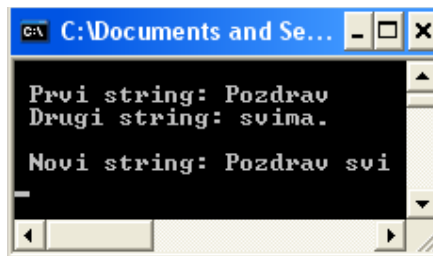 C:\Documents and Se...
Prvi string: Pozdrav
Drugi string: svima.
Novi string: Pozdrav svi